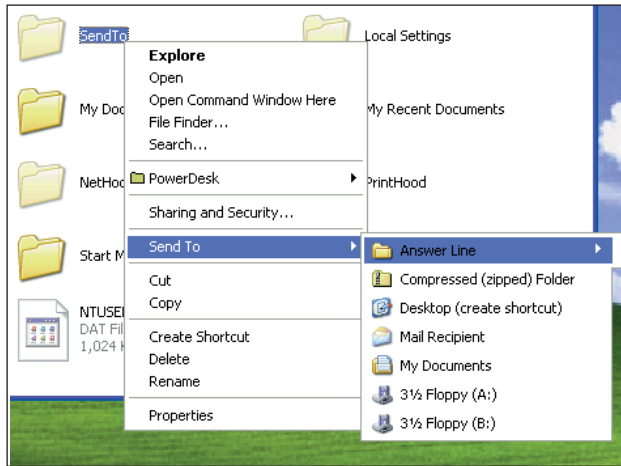 SendTo
Local Settings
Explore
Open
Open Command Window Here
My Doc
My Recent Documents
File Finder...
Search...
NetHoo
PowerDesk
PrintHood
Sharing and Security...
Start M
Send To
Answer Line
Cut
Compressed (zipped) Folder
Copy
Desktop (create shortcut)
NTUSE
DAT Fil
Create Shortcut
Mail Recipient
1,024
Delete
My Documents
Rename
3½ Floppy (A:)
Properties
3½ Floppy (B:)